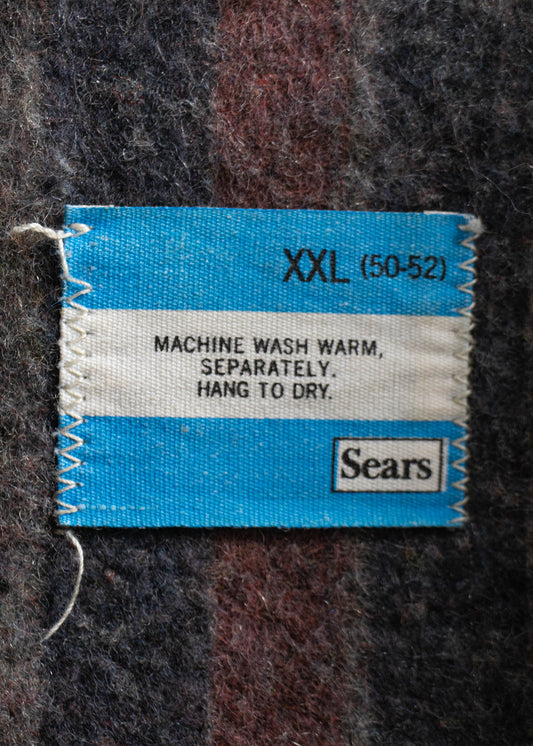 XXL (50-52)
MACHINE WASH WARM,
SEPARATELY.
HANG TO DRY.
Sears